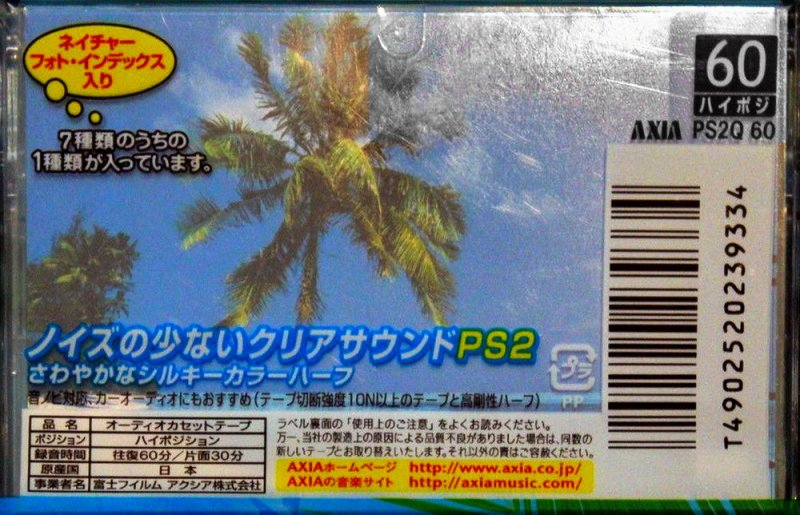 ネイチャー
フォト・インデックス
入り
7種類のうちの
1種類が入っています。
60
ハイポジ
AXIA PS2Q 60
T4902520239334
ノイズの少ないクリアサウンドPS2
さわやかなシルキーカラーハーフ
プラ
PP
音ノビ対応、カーオーディオにもおすすめ(テープ切断強度10N以上のテープと高剛性ハーフ)
品名 オーディオカセットテープ
ポジション ハイポジション
録音時間 往復60分/片面30分
原産国 日本
事業者名 富士フイルム アクシア株式会社
ラベル裏面の「使用上のご注意」をよくお読みください。
万一、当社の製造上の原因による品質不良がありました場合は、同数の
新しいテープとお取り替えいたします。それ以外の責はご容赦ください。
AXIAホームページ http://www.axia.co.jp/
AXIAの音楽サイト http://axiamusic.com/